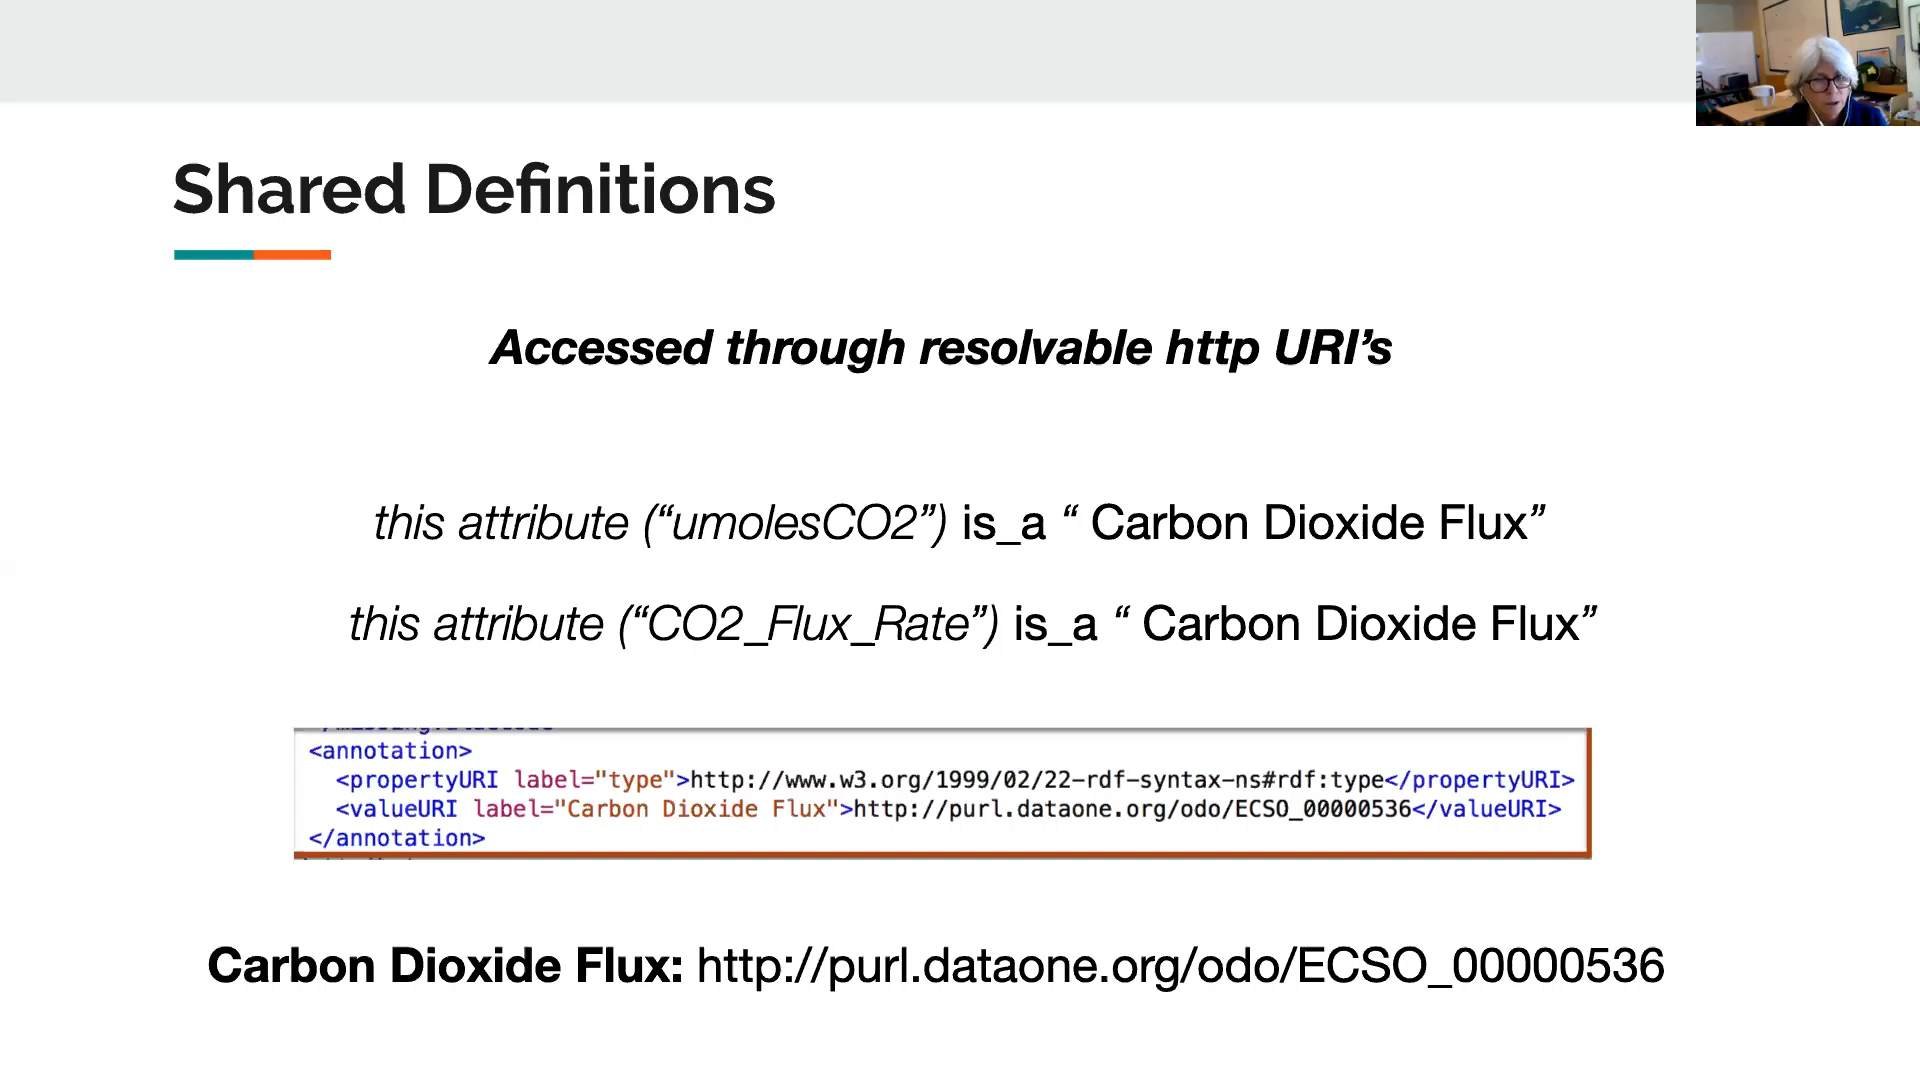 Shared Definitions
Accessed through resolvable http URI’s
this attribute (“umolesCO2”) is_a “ Carbon Dioxide Flux”
this attribute (“CO2_Flux_Rate”) is_a “ Carbon Dioxide Flux”
<annotation>
<propertyURI label="type">http://www.w3.org/1999/02/22-rdf-syntax-ns#rdf:type</propertyURI>
<valueURI label="Carbon Dioxide Flux">http://purl.dataone.org/odo/ECSO_00000536</valueURI>
</annotation>
Carbon Dioxide Flux: http://purl.dataone.org/odo/ECSO_00000536